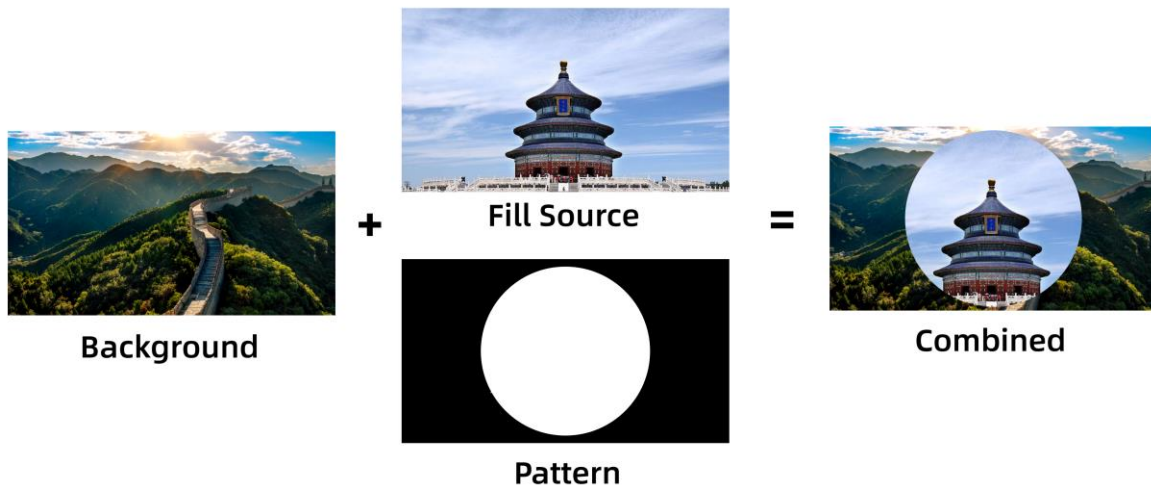 Background
+
Fill Source
Pattern
=
Combined